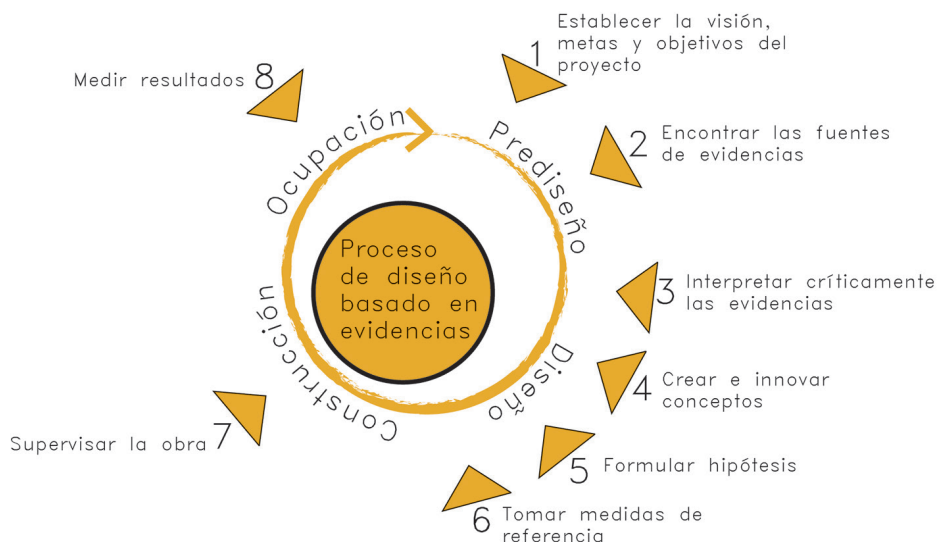 1
Establecer la visión,
metas y objetivos del
proyecto
2
Encontrar las fuentes
de evidencias
3
Interpretar críticamente
las evidencias
4
Crear e innovar
conceptos
5
Formular hipótesis
6
Tomar medidas de
referencia
Supervisar la obra 7
Medir resultados 8
Prediseño
Diseño
Construcción
Ocupación
Proceso
de diseño
basado en
evidencias